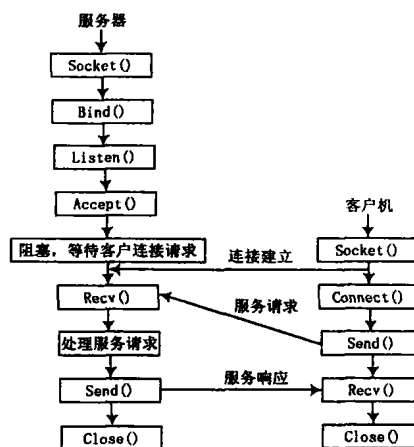 服务器
Socket()
Bind()
Listen()
Accept()
客户机
阻塞，等待客户连接请求
连接建立
Socket()
Recv()
服务请求
Connect()
处理服务请求
Send()
Send()
服务响应
Recv()
Close()
Close()